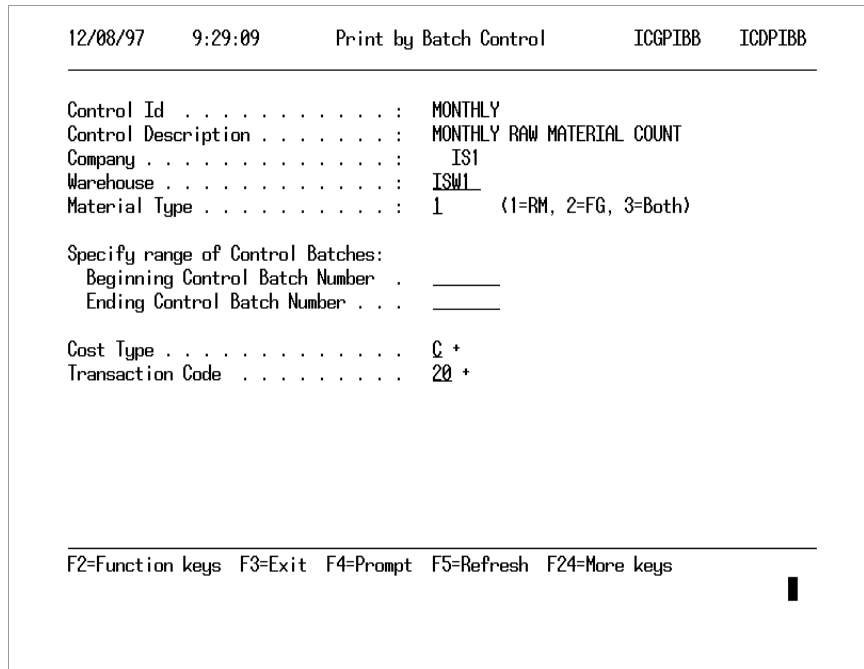 12/08/97 9:29:09 Print by Batch Control ICGPIBB ICDPIBB
Control Id . . . . . . . . . . . . : MONTHLY
Control Description . . . . . . . : MONTHLY RAW MATERIAL COUNT
Company . . . . . . . . . . . . . : IS1
Warehouse . . . . . . . . . . . . : ISW1
Material Type . . . . . . . . . . : 1 (1=RM, 2=FG, 3=Both)
Specify range of Control Batches:
Beginning Control Batch Number .
Ending Control Batch Number . . .
Cost Type . . . . . . . . . . . . . C +
Transaction Code . . . . . . . . . 20 +
F2=Function keys F3=Exit F4=Prompt F5=Refresh F24=More keys